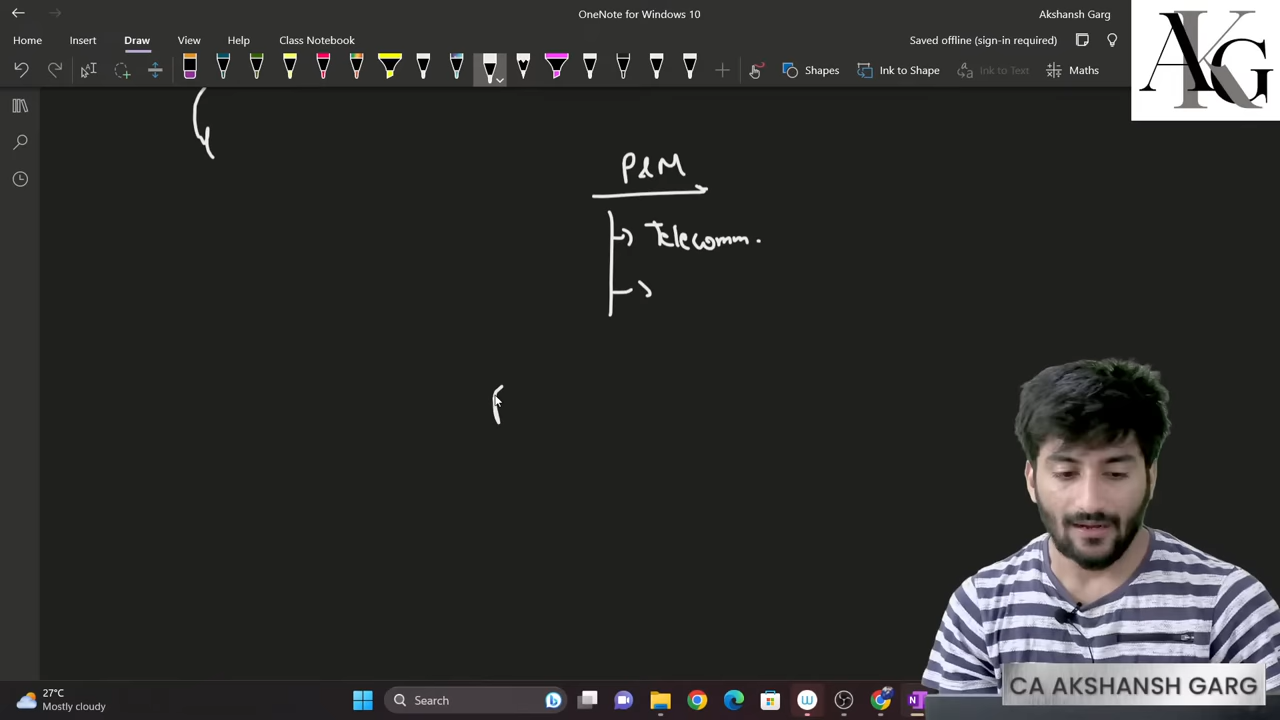 OneNote for Windows 10
Akshansh Garg
Home Insert Draw View Help Class Notebook
Saved offline (sign-in required)
Shapes Ink to Shape Ink to Text Maths
AKG
P&M
Telecomm.
CA AKSHANSH GARG
27°C
Mostly cloudy
Search